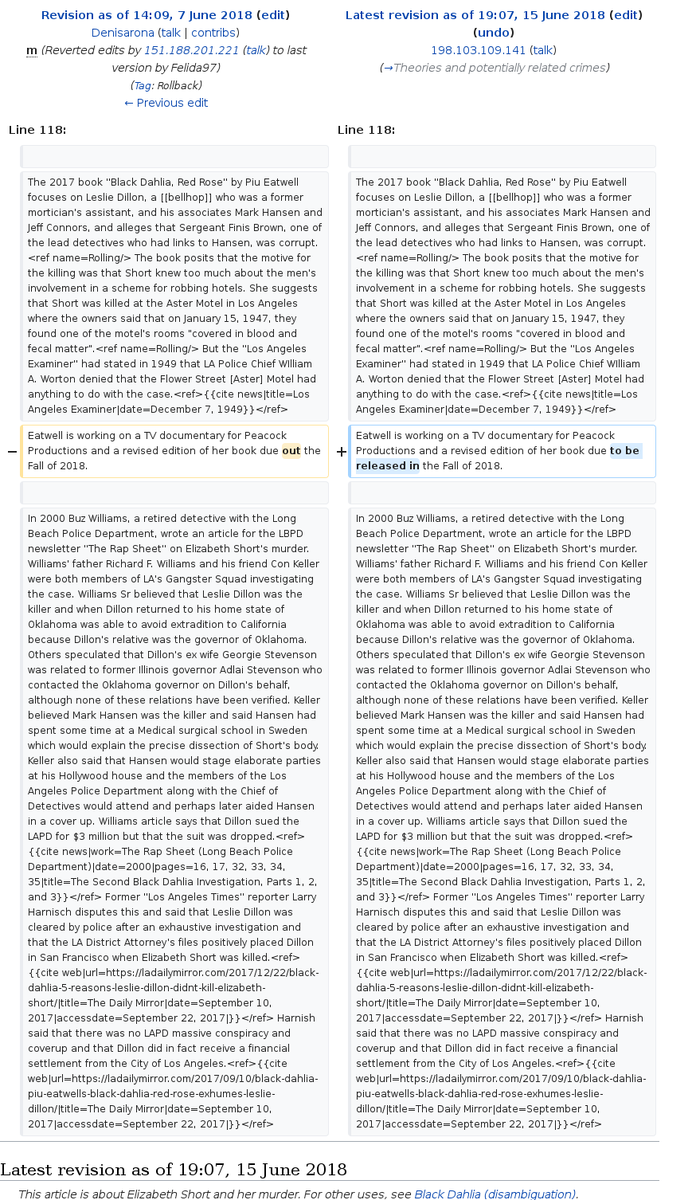 Revision as of 14:09, 7 June 2018 (edit)
Denisarona (talk | contribs)
m (Reverted edits by 151.188.201.221 (talk) to last
version by Felida97)
(Tag: Rollback)
← Previous edit
Latest revision as of 19:07, 15 June 2018 (edit)
(undo)
198.103.109.141 (talk)
(→Theories and potentially related crimes)
Line 118:
Line 118:
The 2017 book "Black Dahlia, Red Rose" by Piu Eatwell
focuses on Leslie Dillon, a [[bellhop]] who was a former
mortician's assistant, and his associates Mark Hansen and
Jeff Connors, and alleges that Sergeant Finis Brown, one of
the lead detectives who had links to Hansen, was corrupt.
<ref name=Rolling/> The book posits that the motive for
the killing was that Short knew too much about the men's
involvement in a scheme for robbing hotels. She suggests
that Short was killed at the Aster Motel in Los Angeles
where the owners said that on January 15, 1947, they
found one of the motel's rooms "covered in blood and
fecal matter".<ref name=Rolling/> But the ''Los Angeles
Examiner'' had stated in 1949 that LA Police Chief WIlliam
A. Worton denied that the Flower Street [Aster] Motel had
anything to do with the case.<ref>{{cite news|title=Los
Angeles Examiner|date=December 7, 1949}}</ref>
The 2017 book "Black Dahlia, Red Rose" by Piu Eatwell
focuses on Leslie Dillon, a [[bellhop]] who was a former
mortician's assistant, and his associates Mark Hansen and
Jeff Connors, and alleges that Sergeant Finis Brown, one of
the lead detectives who had links to Hansen, was corrupt.
<ref name=Rolling/> The book posits that the motive for
the killing was that Short knew too much about the men's
involvement in a scheme for robbing hotels. She suggests
that Short was killed at the Aster Motel in Los Angeles
where the owners said that on January 15, 1947, they
found one of the motel's rooms "covered in blood and
fecal matter".<ref name=Rolling/> But the ''Los Angeles
Examiner'' had stated in 1949 that LA Police Chief WIlliam
A. Worton denied that the Flower Street [Aster] Motel had
anything to do with the case.<ref>{{cite news|title=Los
Angeles Examiner|date=December 7, 1949}}</ref>
− Eatwell is working on a TV documentary for Peacock
Productions and a revised edition of her book due out the
Fall of 2018.
+ Eatwell is working on a TV documentary for Peacock
Productions and a revised edition of her book due to be
released in the Fall of 2018.
In 2000 Buz Williams, a retired detective with the Long
Beach Police Department, wrote an article for the LBPD
newsletter ''The Rap Sheet'' on Elizabeth Short's murder.
Williams' father Richard F. Williams and his friend Con Keller
were both members of LA's Gangster Squad investigating
the case. Williams Sr believed that Leslie Dillon was the
killer and when Dillon returned to his home state of
Oklahoma was able to avoid extradition to California
because Dillon's relative was the governor of Oklahoma.
Others speculated that Dillon's ex wife Georgie Stevenson
was related to former Illinois governor Adlai Stevenson who
contacted the Oklahoma governor on Dillon's behalf,
although none of these relations have been verified. Keller
believed Mark Hansen was the killer and said Hansen had
spent some time at a Medical surgical school in Sweden
which would explain the precise dissection of Short's body.
Keller also said that Hansen would stage elaborate parties
at his Hollywood house and the members of the Los
Angeles Police Department along with the Chief of
Detectives would attend and perhaps later aided Hansen
in a cover up. Williams article says that Dillon sued the
LAPD for $3 million but that the suit was dropped.<ref>
{{cite news|work=The Rap Sheet (Long Beach Police
Department)|date=2000|pages=16, 17, 32, 33, 34,
35|title=The Second Black Dahlia Investigation, Parts 1, 2,
and 3}}</ref> Former ''Los Angeles Times'' reporter Larry
Harnisch disputes this and said that Leslie Dillon was
cleared by police after an exhaustive investigation and
that the LA District Attorney's files positively placed Dillon
in San Francisco when Elizabeth Short was killed.<ref>
{{cite web|url=https://ladailymirror.com/2017/12/22/black-
dahlia-5-reasons-leslie-dillon-didnt-kill-elizabeth-
short/|title=The Daily Mirror|date=September 10,
2017|accessdate=September 22, 2017|}}</ref> Harnish
said that there was no LAPD massive conspiracy and
coverup and that Dillon did in fact receive a financial
settlement from the City of Los Angeles.<ref>{{cite
web|url=https://ladailymirror.com/2017/09/10/black-dahlia-
piu-eatwells-black-dahlia-red-rose-exhumes-leslie-
dillon/|title=The Daily Mirror|date=September 10,
2017|accessdate=September 22, 2017|}}</ref>
In 2000 Buz Williams, a retired detective with the Long
Beach Police Department, wrote an article for the LBPD
newsletter ''The Rap Sheet'' on Elizabeth Short's murder.
Williams' father Richard F. Williams and his friend Con Keller
were both members of LA's Gangster Squad investigating
the case. Williams Sr believed that Leslie Dillon was the
killer and when Dillon returned to his home state of
Oklahoma was able to avoid extradition to California
because Dillon's relative was the governor of Oklahoma.
Others speculated that Dillon's ex wife Georgie Stevenson
was related to former Illinois governor Adlai Stevenson who
contacted the Oklahoma governor on Dillon's behalf,
although none of these relations have been verified. Keller
believed Mark Hansen was the killer and said Hansen had
spent some time at a Medical surgical school in Sweden
which would explain the precise dissection of Short's body.
Keller also said that Hansen would stage elaborate parties
at his Hollywood house and the members of the Los
Angeles Police Department along with the Chief of
Detectives would attend and perhaps later aided Hansen
in a cover up. Williams article says that Dillon sued the
LAPD for $3 million but that the suit was dropped.<ref>
{{cite news|work=The Rap Sheet (Long Beach Police
Department)|date=2000|pages=16, 17, 32, 33, 34,
35|title=The Second Black Dahlia Investigation, Parts 1, 2,
and 3}}</ref> Former ''Los Angeles Times'' reporter Larry
Harnisch disputes this and said that Leslie Dillon was
cleared by police after an exhaustive investigation and
that the LA District Attorney's files positively placed Dillon
in San Francisco when Elizabeth Short was killed.<ref>
{{cite web|url=https://ladailymirror.com/2017/12/22/black-
dahlia-5-reasons-leslie-dillon-didnt-kill-elizabeth-
short/|title=The Daily Mirror|date=September 10,
2017|accessdate=September 22, 2017|}}</ref> Harnish
said that there was no LAPD massive conspiracy and
coverup and that Dillon did in fact receive a financial
settlement from the City of Los Angeles.<ref>{{cite
web|url=https://ladailymirror.com/2017/09/10/black-dahlia-
piu-eatwells-black-dahlia-red-rose-exhumes-leslie-
dillon/|title=The Daily Mirror|date=September 10,
2017|accessdate=September 22, 2017|}}</ref>
Latest revision as of 19:07, 15 June 2018
This article is about Elizabeth Short and her murder. For other uses, see Black Dahlia (disambiguation).